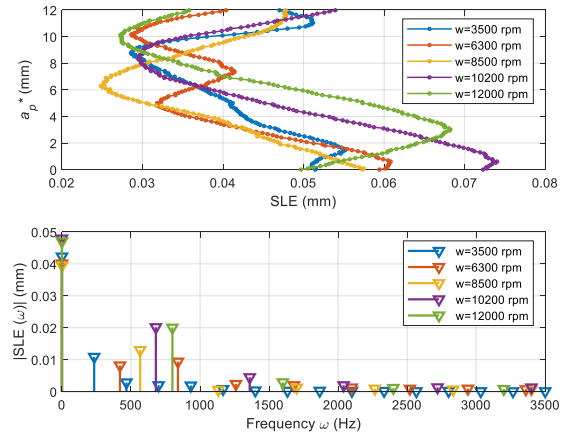 12
10
8
6
4
2
0
a_p* (mm)
w=3500 rpm
w=6300 rpm
w=8500 rpm
w=10200 rpm
w=12000 rpm
0.02 0.03 0.04 0.05 0.06 0.07 0.08
SLE (mm)
0.05
0.04
0.03
0.02
0.01
0
|SLE (ω)| (mm)
w=3500 rpm
w=6300 rpm
w=8500 rpm
w=10200 rpm
w=12000 rpm
0 500 1000 1500 2000 2500 3000 3500
Frequency ω (Hz)